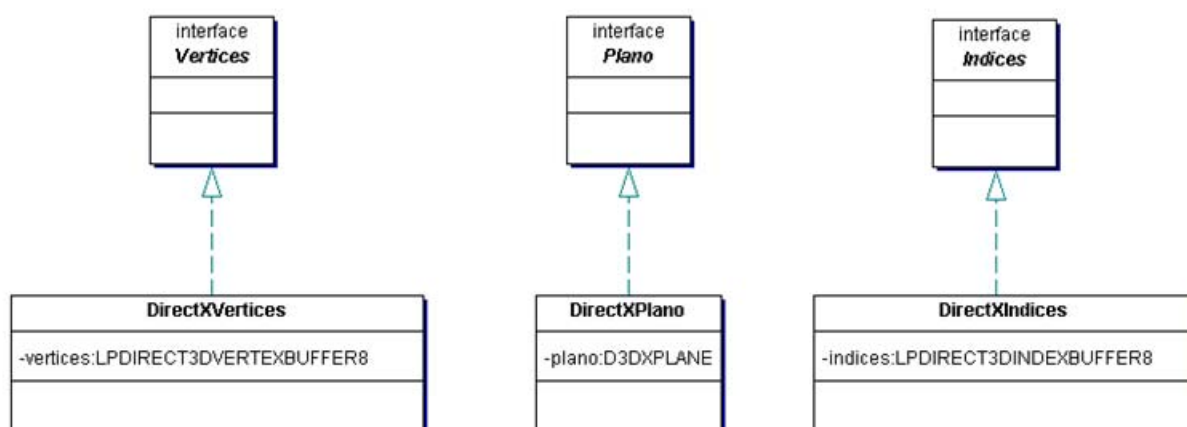 interface
Vertices
interface
Plano
interface
Indices
DirectXVertices
-vertices:LPDIRECT3DVERTEXBUFFER8
DirectXPlano
-plano:D3DXPLANE
DirectXIndices
-indices:LPDIRECT3DINDEXBUFFER8